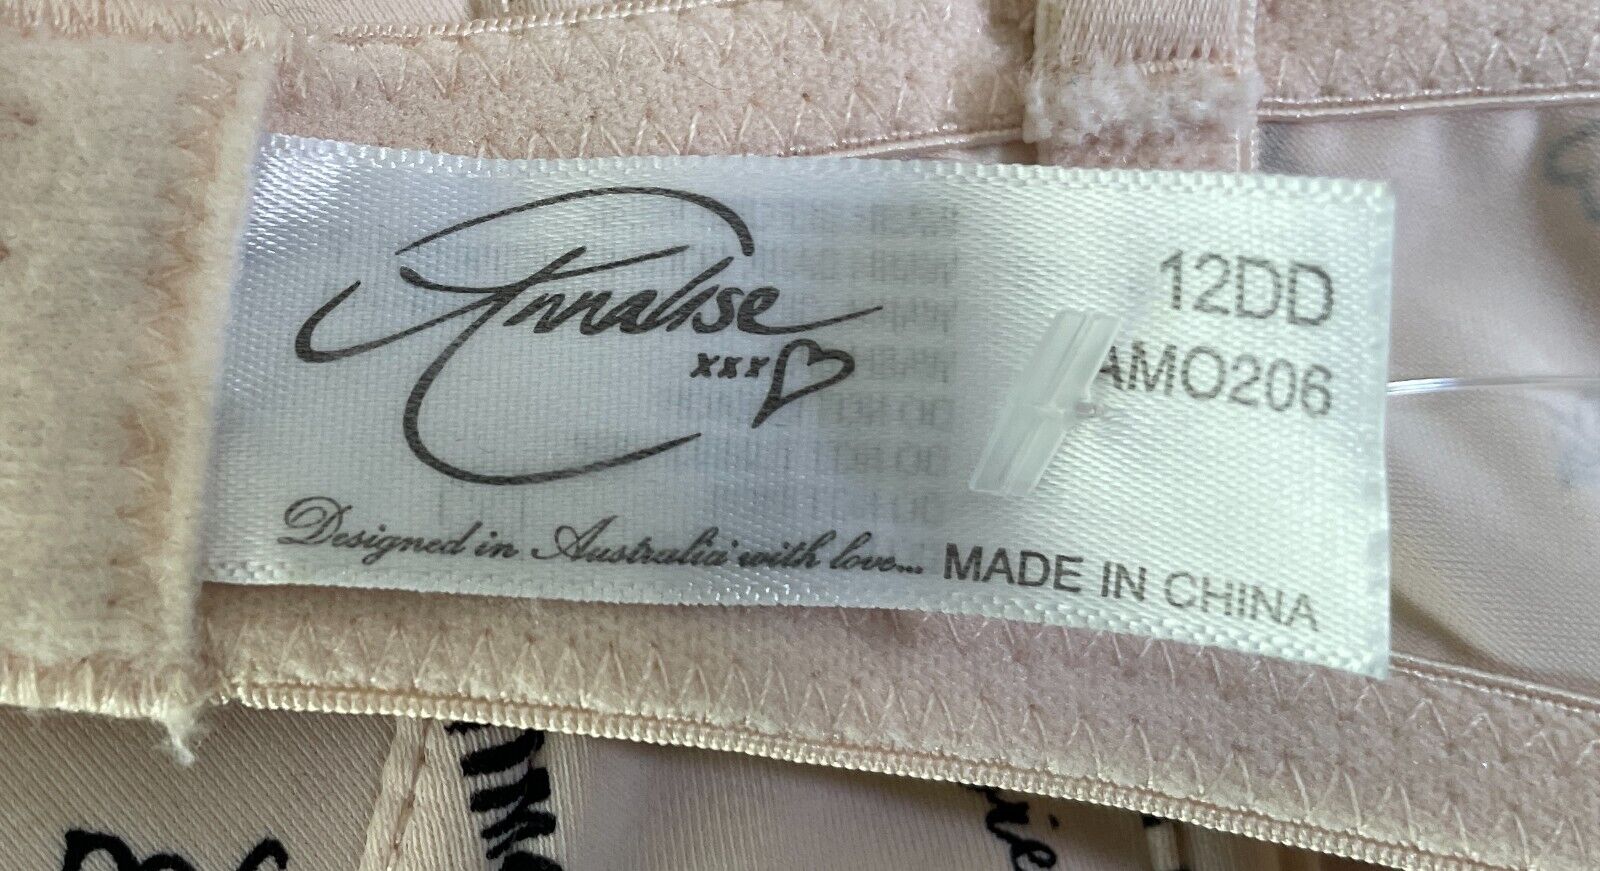 Annalise
xxx
12DD
AMO206
Designed in Australia with love...
MADE IN CHINA